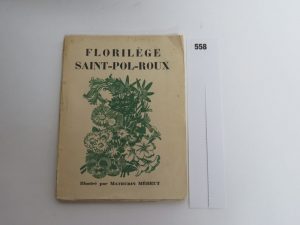 FLORILÈGE
SAINT-POL-ROUX
Illustré par MATHURIN MÉHEUT
558